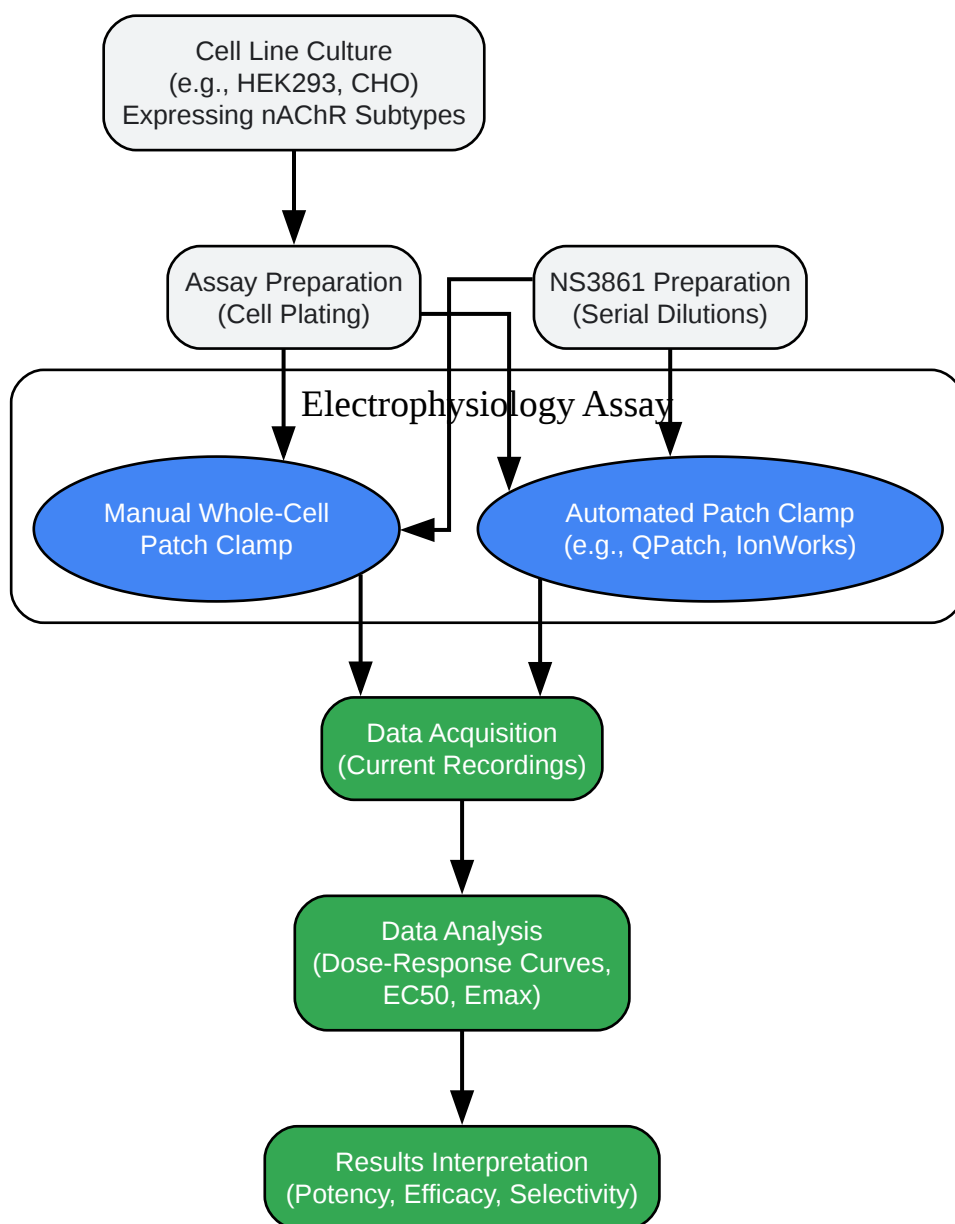 Cell Line Culture
(e.g., HEK293, CHO)
Expressing nAChR Subtypes
Assay Preparation
(Cell Plating)
NS3861 Preparation
(Serial Dilutions)
Electrophysiology Assay
Manual Whole-Cell
Patch Clamp
Automated Patch Clamp
(e.g., QPatch, IonWorks)
Data Acquisition
(Current Recordings)
Data Analysis
(Dose-Response Curves,
EC50, Emax)
Results Interpretation
(Potency, Efficacy, Selectivity)